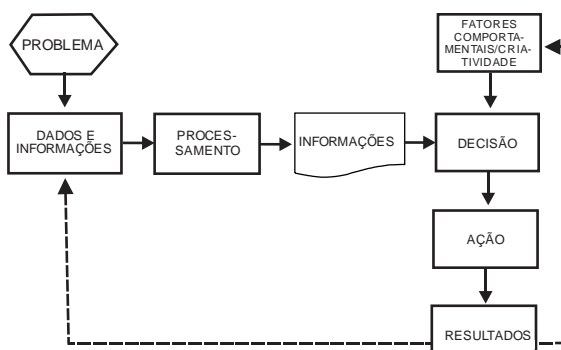 PROBLEMA
FATORES
COMPORTA-
MENTAIS/CRIA-
TIVIDADE
DADOS E
INFORMAÇÕES
PROCES-
SAMENTO
INFORMAÇÕES
DECISÃO
AÇÃO
RESULTADOS